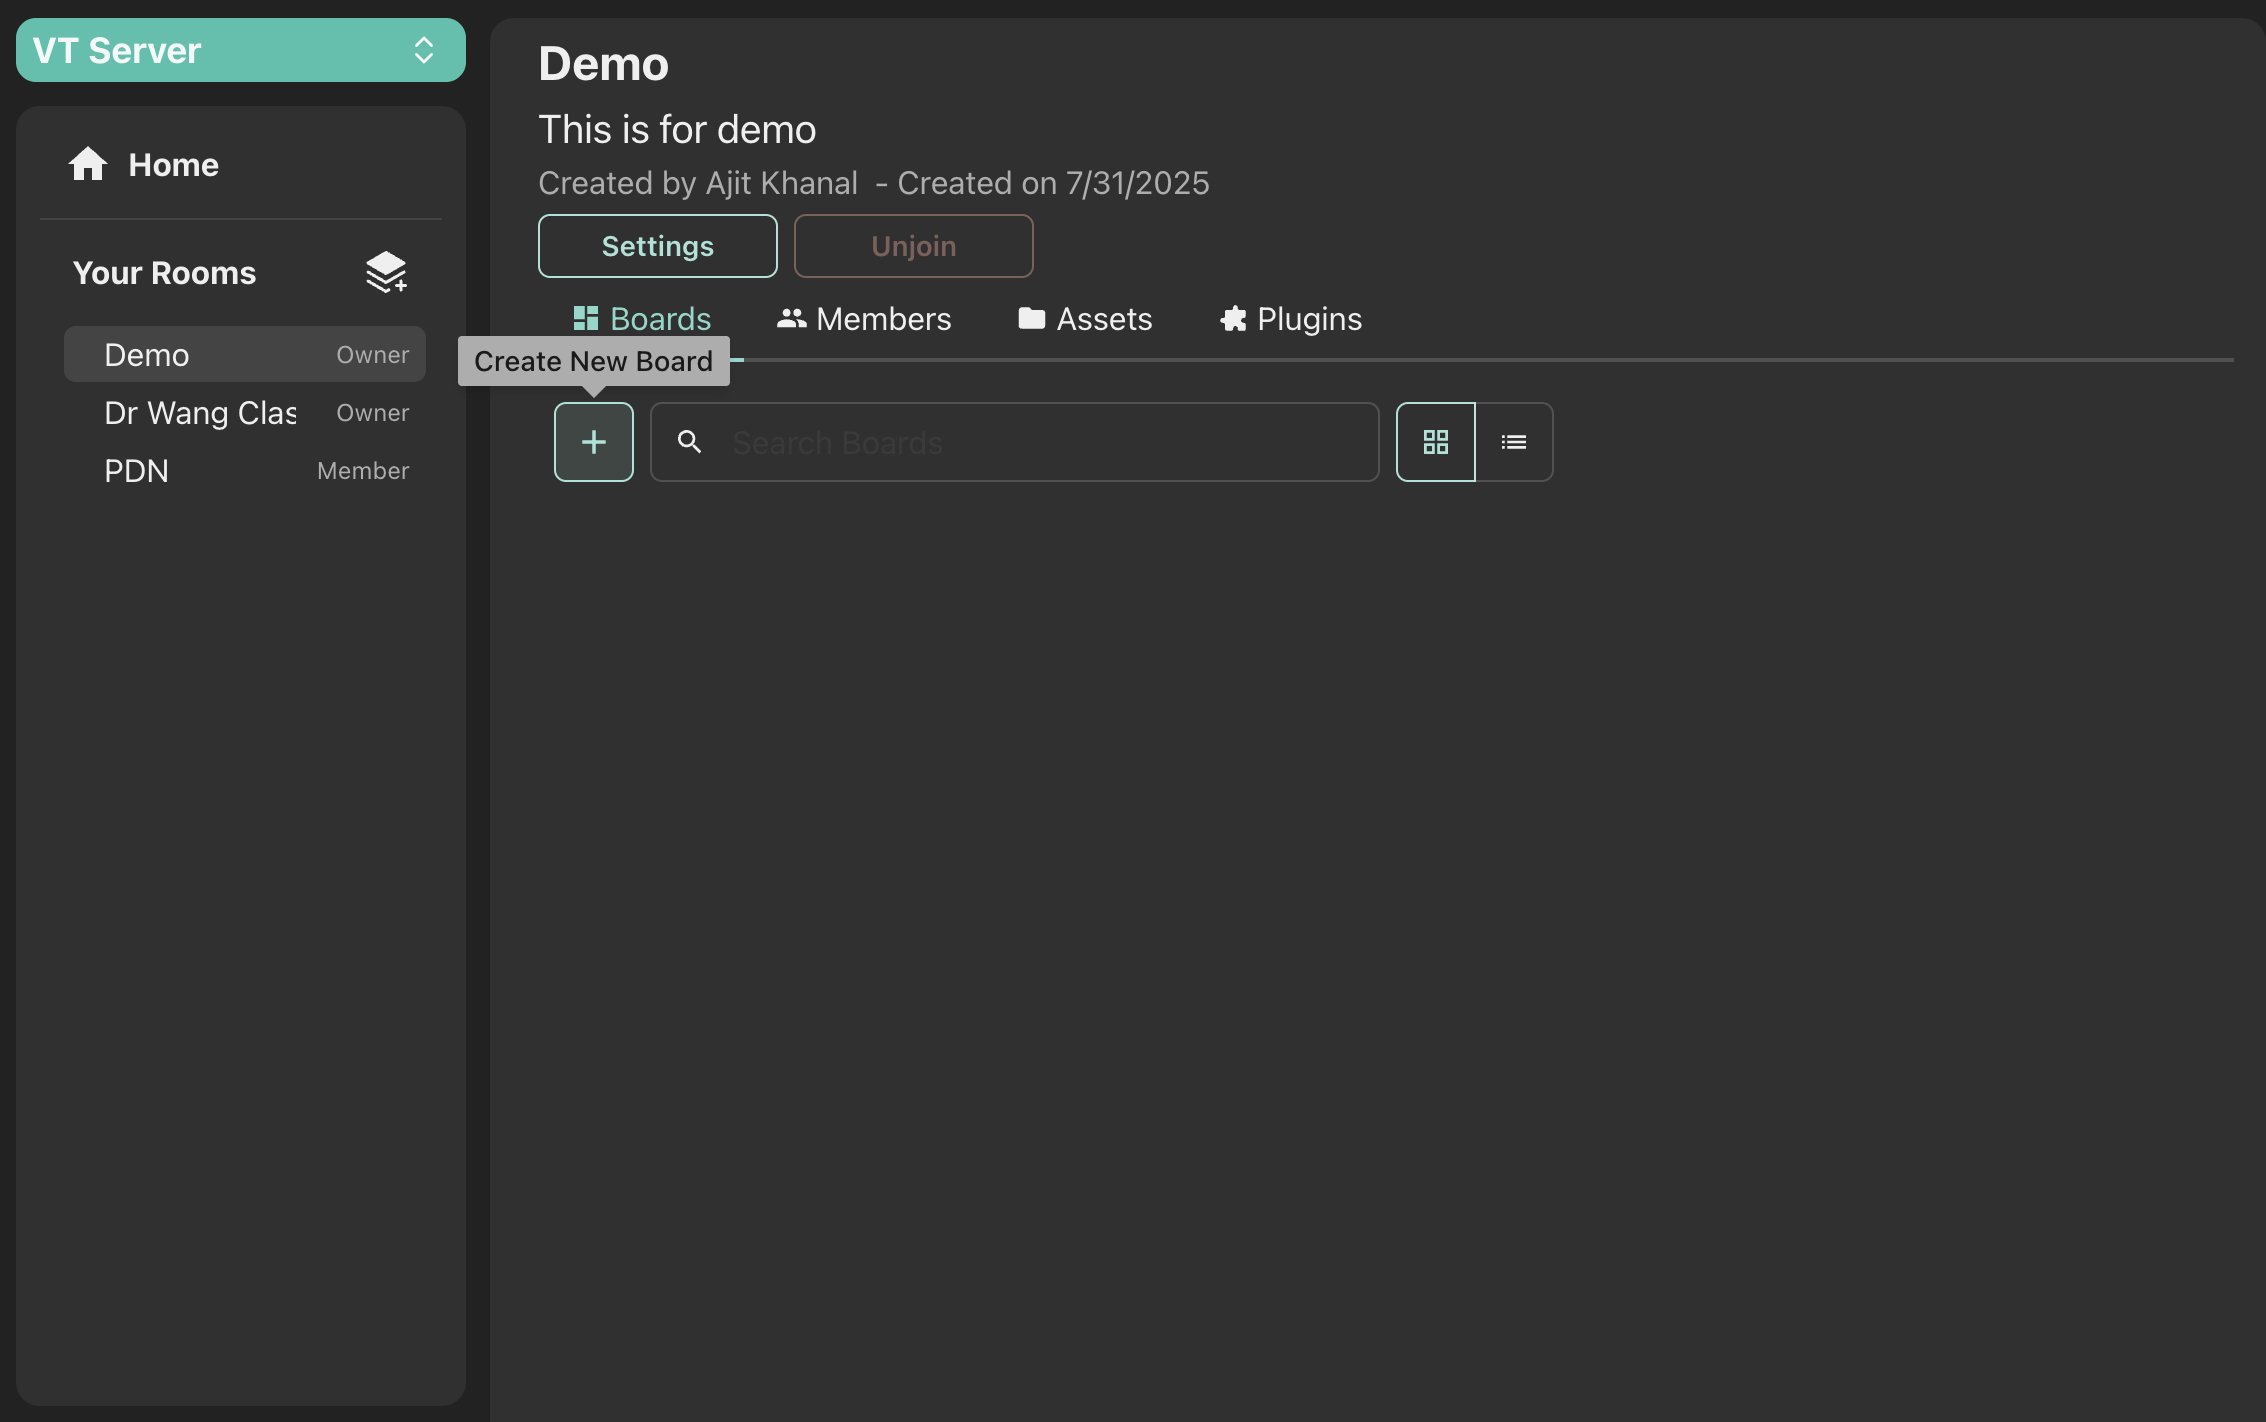 VT Server
Home
Your Rooms
Demo Owner
Dr Wang Clas Owner
PDN Member
Demo
This is for demo
Created by Ajit Khanal - Created on 7/31/2025
Settings Unjoin
Boards Members Assets Plugins
Create New Board
Search Boards